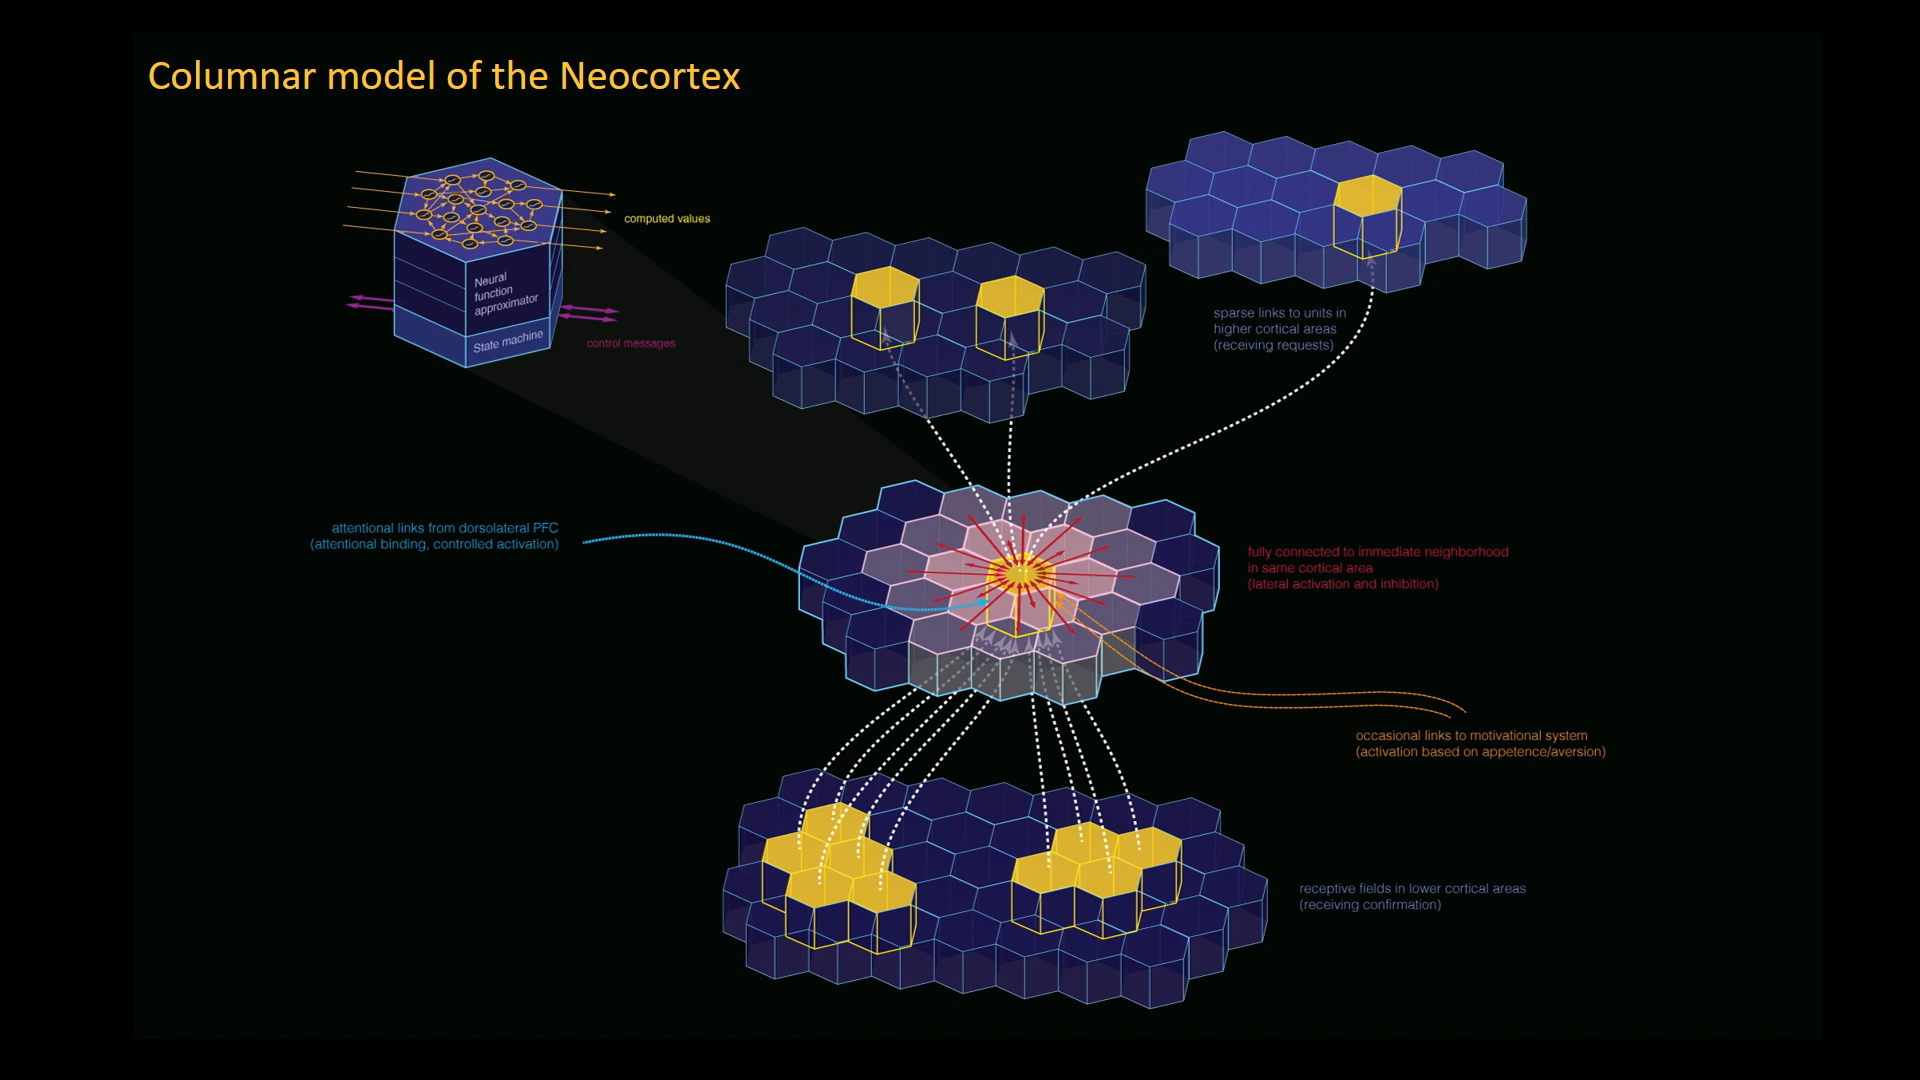 Columnar model of the Neocortex
computed values
Neural
function
approximator
State machine
control messages
sparse links to units in
higher cortical areas
(receiving requests)
attentional links from dorsolateral PFC
(attentional binding, controlled activation)
fully connected to immediate neighborhood
in same cortical area
(lateral activation and inhibition)
occasional links to motivational system
(activation based on appetence/aversion)
receptive fields in lower cortical areas
(receiving confirmation)